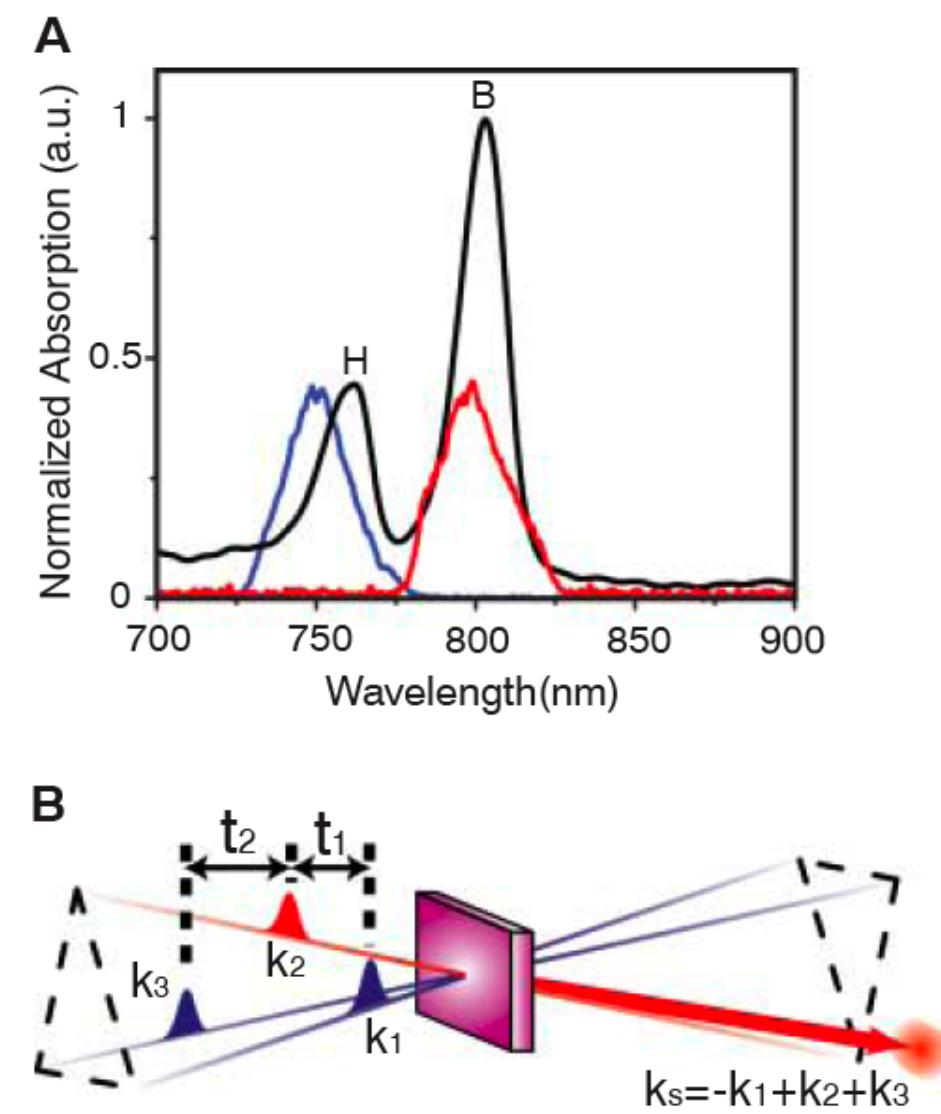 A
Normalized Absorption (a.u.)
B
1
H
0.5
0
700 750 800 850 900
Wavelength(nm)
B
t2 t1
k2
k3
k1
ks=-k1+k2+k3